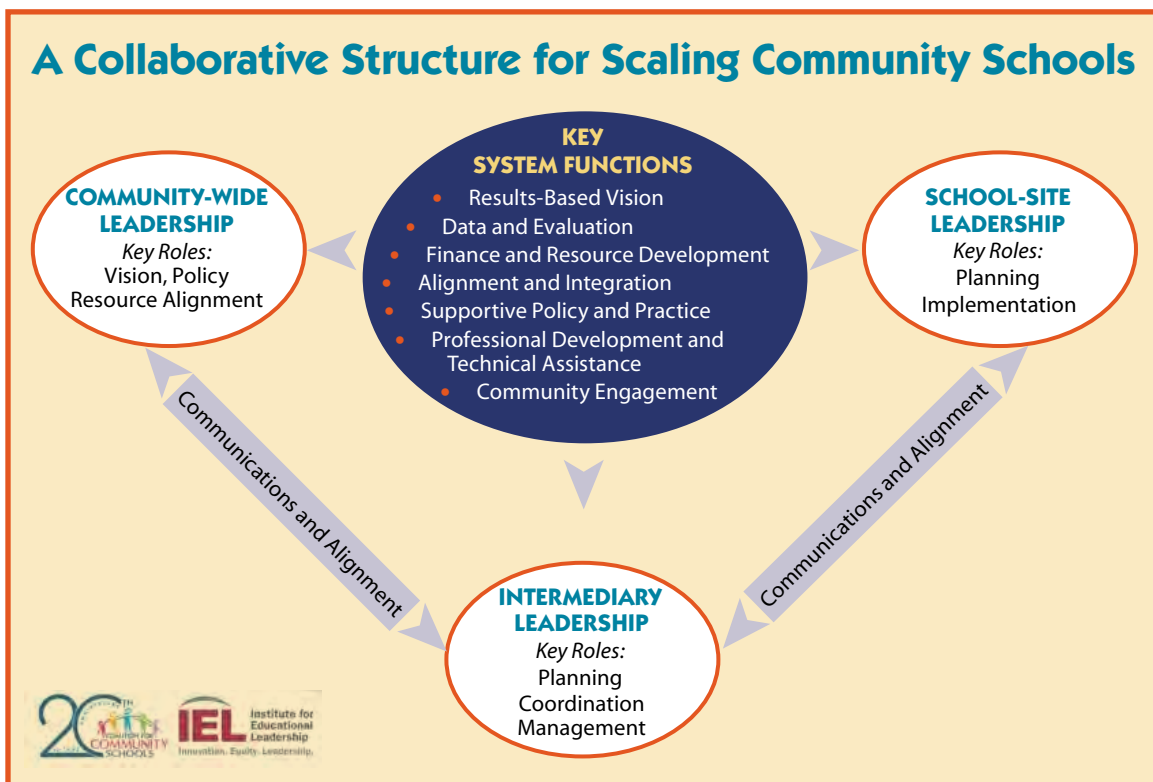 A Collaborative Structure for Scaling Community Schools
KEY
SYSTEM FUNCTIONS
• Results-Based Vision
• Data and Evaluation
• Finance and Resource Development
• Alignment and Integration
• Supportive Policy and Practice
• Professional Development and
Technical Assistance
• Community Engagement
COMMUNITY-WIDE
LEADERSHIP
Key Roles:
Vision, Policy
Resource Alignment
SCHOOL-SITE
LEADERSHIP
Key Roles:
Planning
Implementation
Communications and Alignment
Communications and Alignment
INTERMEDIARY
LEADERSHIP
Key Roles:
Planning
Coordination
Management
20TH
COALITION FOR
COMMUNITY
SCHOOLS
IEL
Institute for
Educational
Leadership
Innovation. Equity. Leadership.